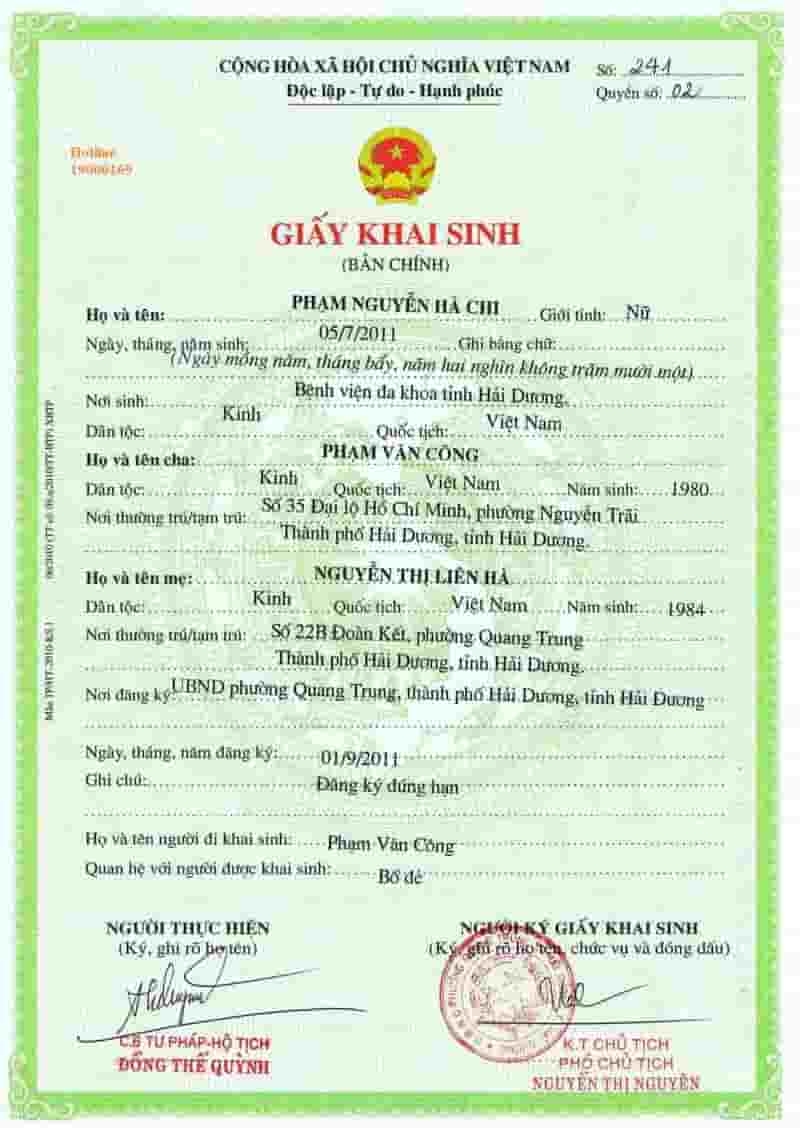 CỘNG HÒA XÃ HỘI CHỦ NGHĨA VIỆT NAM
Độc lập - Tự do - Hạnh phúc
Số: 241
Quyển số: 02
Hotline
19006169
GIẤY KHAI SINH
(BẢN CHÍNH)
Họ và tên: PHẠM NGUYỄN HÀ CHI Giới tính: Nữ
Ngày, tháng, năm sinh: 05/7/2011 Ghi bằng chữ:
(Ngày mồng năm, tháng bẩy, năm hai nghìn không trăm mười một)
Nơi sinh: Bệnh viện đa khoa tỉnh Hải Dương.
Dân tộc: Kinh Quốc tịch: Việt Nam
Họ và tên cha: PHẠM VĂN CÔNG
Dân tộc: Kinh Quốc tịch: Việt Nam Năm sinh: 1980
Nơi thường trú/tạm trú: Số 35 Đại lộ Hồ Chí Minh, phường Nguyễn Trãi
Thành phố Hải Dương, tỉnh Hải Dương.
Họ và tên mẹ: NGUYỄN THỊ LIÊN HÀ
Dân tộc: Kinh Quốc tịch: Việt Nam Năm sinh: 1984
Nơi thường trú/tạm trú: Số 22B Đoàn Kết, phường Quang Trung
Thành phố Hải Dương, tỉnh Hải Dương.
Nơi đăng ký: UBND phường Quang Trung, thành phố Hải Dương, tỉnh Hải Dương
Ngày, tháng, năm đăng ký: 01/9/2011
Ghi chú: Đăng ký đúng hạn
Họ và tên người đi khai sinh: Phạm Văn Công
Quan hệ với người được khai sinh: Bố đẻ
NGƯỜI THỰC HIỆN
(Ký, ghi rõ họ tên)
C.B TƯ PHÁP-HỘ TỊCH
ĐỒNG THẾ QUỲNH
NGƯỜI KÝ GIẤY KHAI SINH
(Ký, ghi rõ họ tên, chức vụ và đóng dấu)
K.T CHỦ TỊCH
PHÓ CHỦ TỊCH
NGUYỄN THỊ NGUYÊN